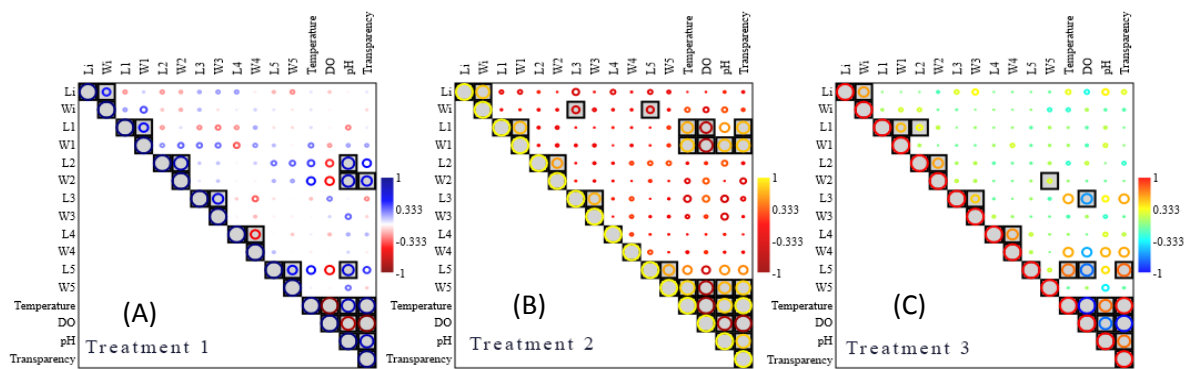 Li Wi L1 W1 L2 W2 L3 W3 L4 W4 L5 W5 Temperature DO pH Transparency
Li
Wi
L1
W1
L2
W2
L3
W3
L4
W4
L5
W5
Temperature
DO
pH
Transparency
1
0.333
-0.333
-1
(A)
Treatment 1
Li Wi L1 W1 L2 W2 L3 W3 L4 W4 L5 W5 Temperature DO pH Transparency
Li
Wi
L1
W1
L2
W2
L3
W3
L4
W4
L5
W5
Temperature
DO
pH
Transparency
1
0.333
-0.333
-1
(B)
Treatment 2
Li Wi L1 W1 L2 W2 L3 W3 L4 W4 L5 W5 Temperature DO pH Transparency
Li
Wi
L1
W1
L2
W2
L3
W3
L4
W4
L5
W5
Temperature
DO
pH
Transparency
1
0.333
-0.333
-1
(C)
Treatment 3